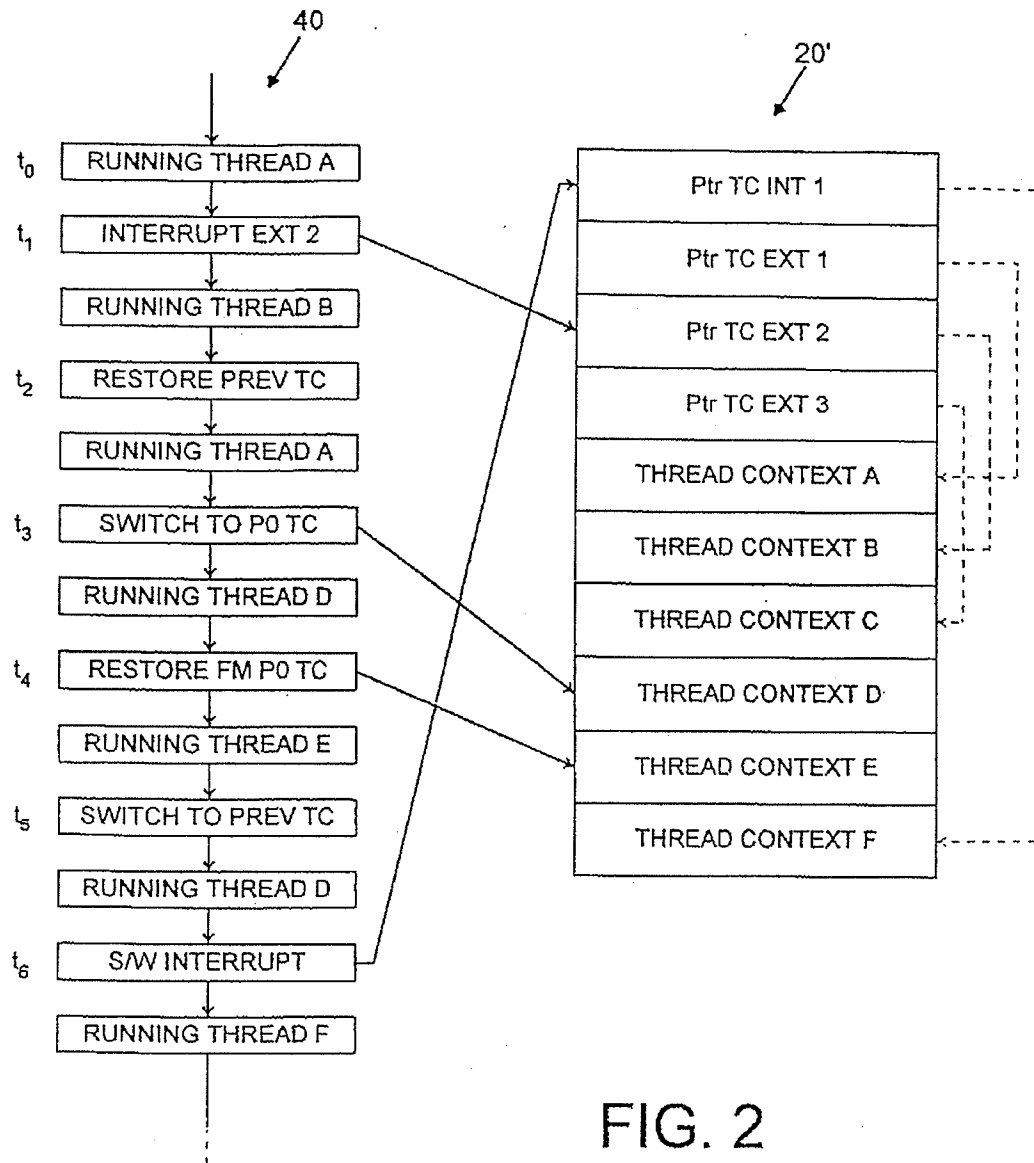 40
20'
t0 RUNNING THREAD A
t1 INTERRUPT EXT 2
RUNNING THREAD B
t2 RESTORE PREV TC
RUNNING THREAD A
t3 SWITCH TO P0 TC
RUNNING THREAD D
t4 RESTORE FM P0 TC
RUNNING THREAD E
t5 SWITCH TO PREV TC
RUNNING THREAD D
t6 S/W INTERRUPT
RUNNING THREAD F
Ptr TC INT 1
Ptr TC EXT 1
Ptr TC EXT 2
Ptr TC EXT 3
THREAD CONTEXT A
THREAD CONTEXT B
THREAD CONTEXT C
THREAD CONTEXT D
THREAD CONTEXT E
THREAD CONTEXT F
FIG. 2